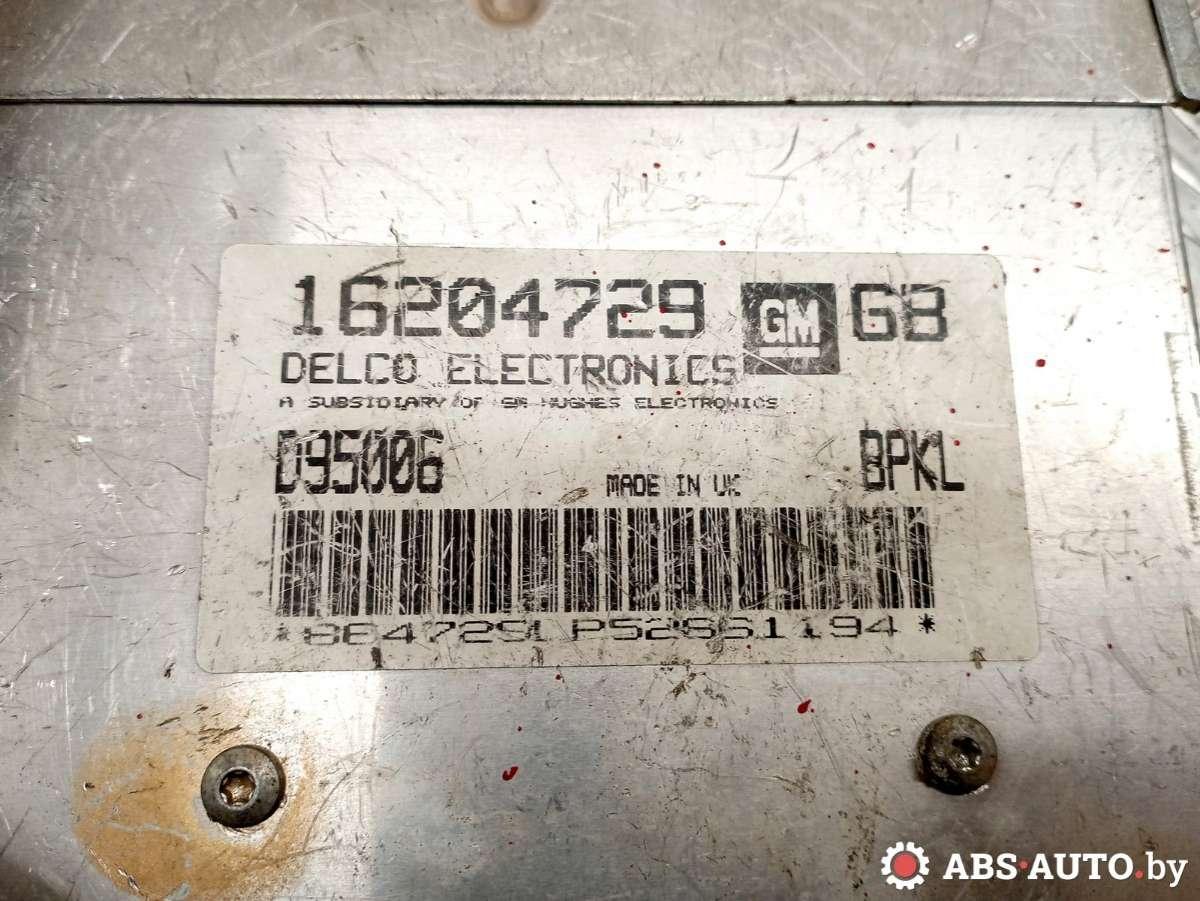 16204729 GM GB
DELCO ELECTRONICS
A SUBSIDIARY OF GM HUGHES ELECTRONICS
D95006 MADE IN UK BPKL
ABS·AUTO.by